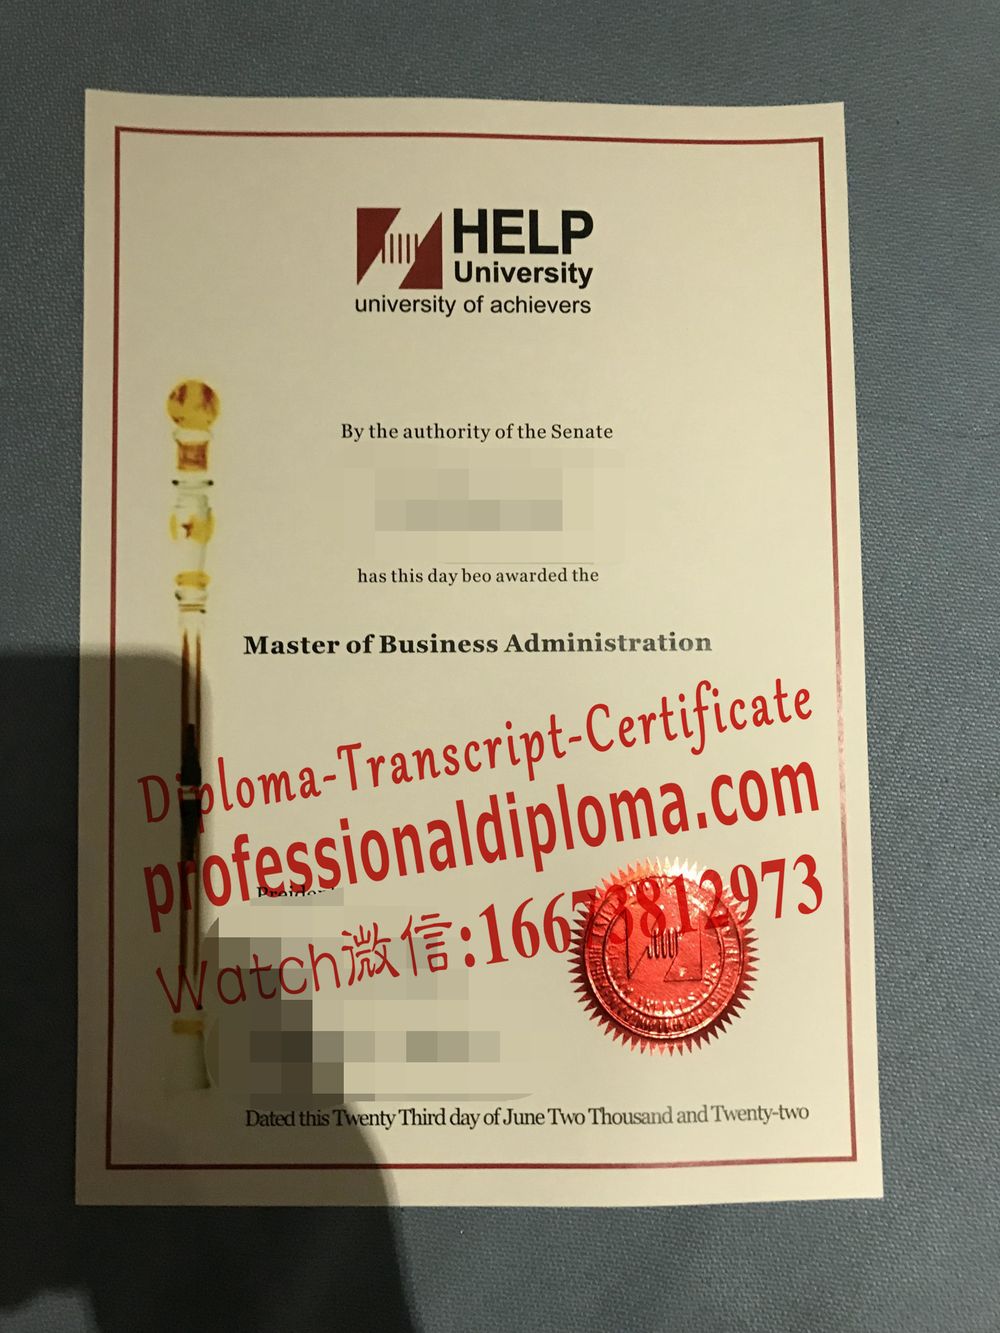 HELP
University
university of achievers
By the authority of the Senate
has this day beo awarded the
Master of Business Administration
Diploma-Transcript-Certificate
professionaldiploma.com
Watch微信:16673812973
Dated this Twenty Third day of June Two Thousand and Twenty-two